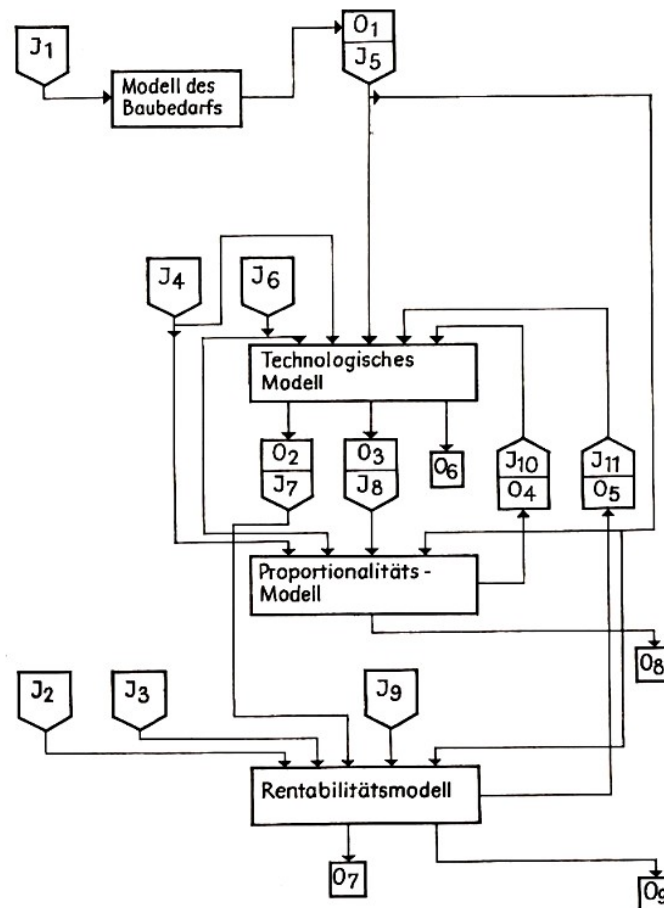 J1
O1
J5
Modell des
Baubedarfs
J4
J6
Technologisches
Modell
O2
J7
O3
J8
O6
J10
O4
J11
O5
Proportionalitäts-
Modell
O8
J2
J3
J9
Rentabilitätsmodell
O7
O9